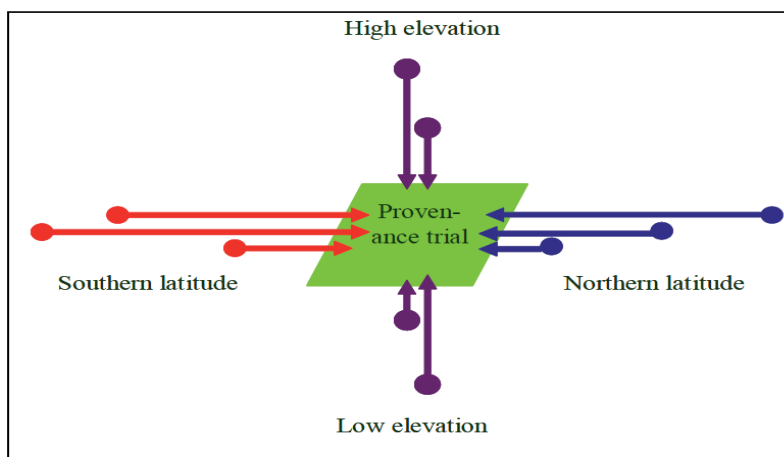 High elevation
Proven-
ance trial
Southern latitude
Northern latitude
Low elevation